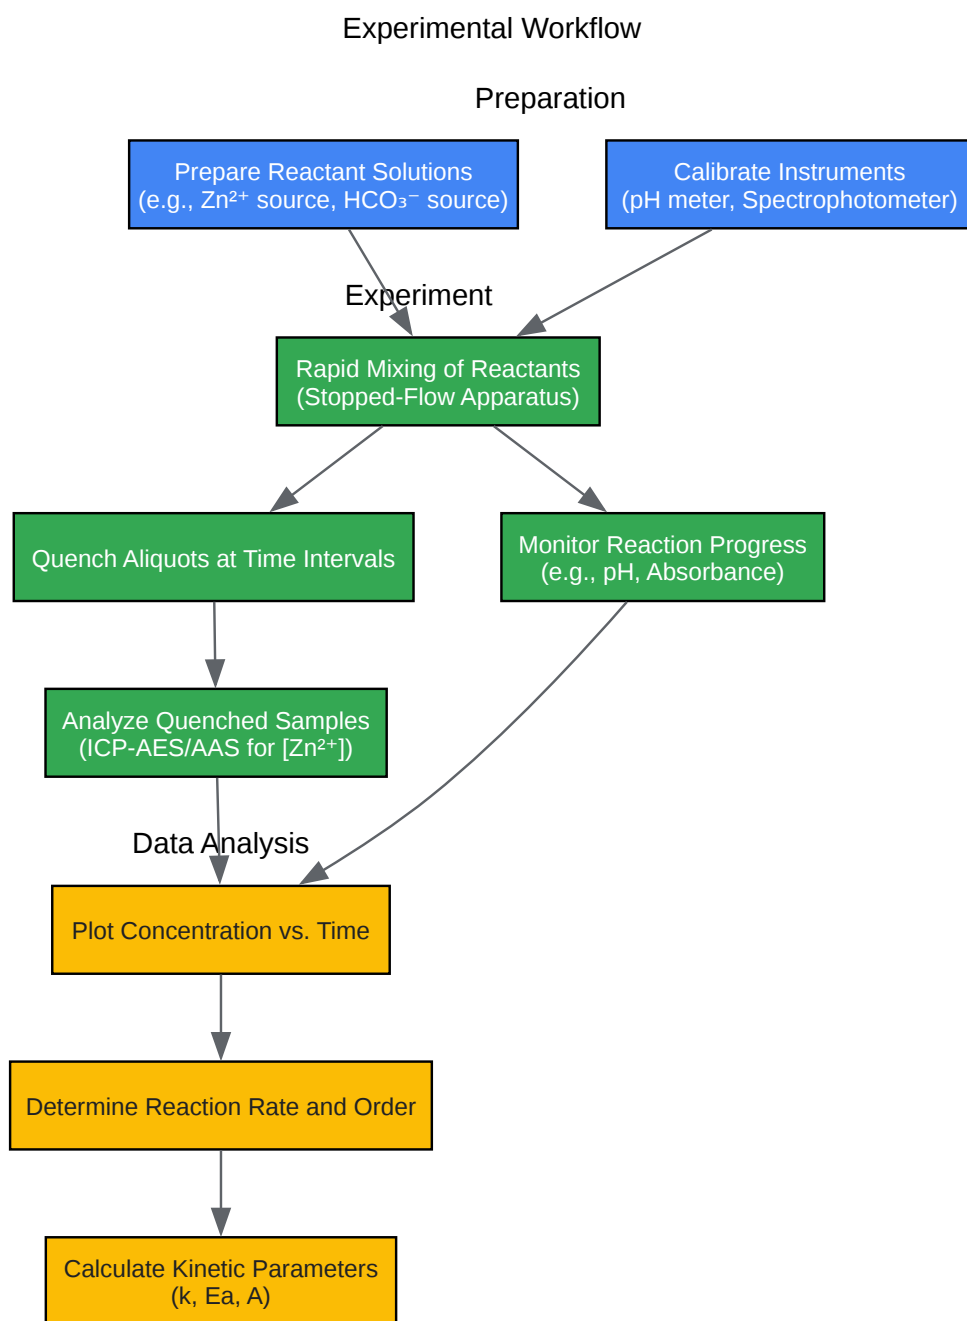 Experimental Workflow
Preparation
Prepare Reactant Solutions
(e.g., Zn²⁺ source, HCO₃⁻ source)
Calibrate Instruments
(pH meter, Spectrophotometer)
Experiment
Rapid Mixing of Reactants
(Stopped-Flow Apparatus)
Quench Aliquots at Time Intervals
Monitor Reaction Progress
(e.g., pH, Absorbance)
Analyze Quenched Samples
(ICP-AES/AAS for [Zn²⁺])
Data Analysis
Plot Concentration vs. Time
Determine Reaction Rate and Order
Calculate Kinetic Parameters
(k, Ea, A)